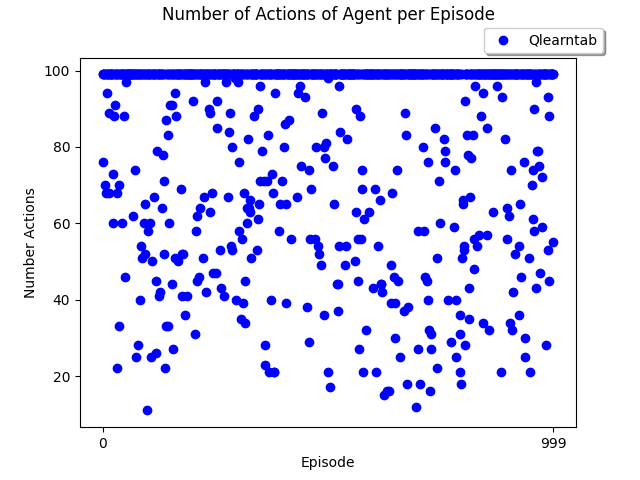 Number of Actions of Agent per Episode
Qlearntab
100
80
60
40
20
Number Actions
0
999
Episode